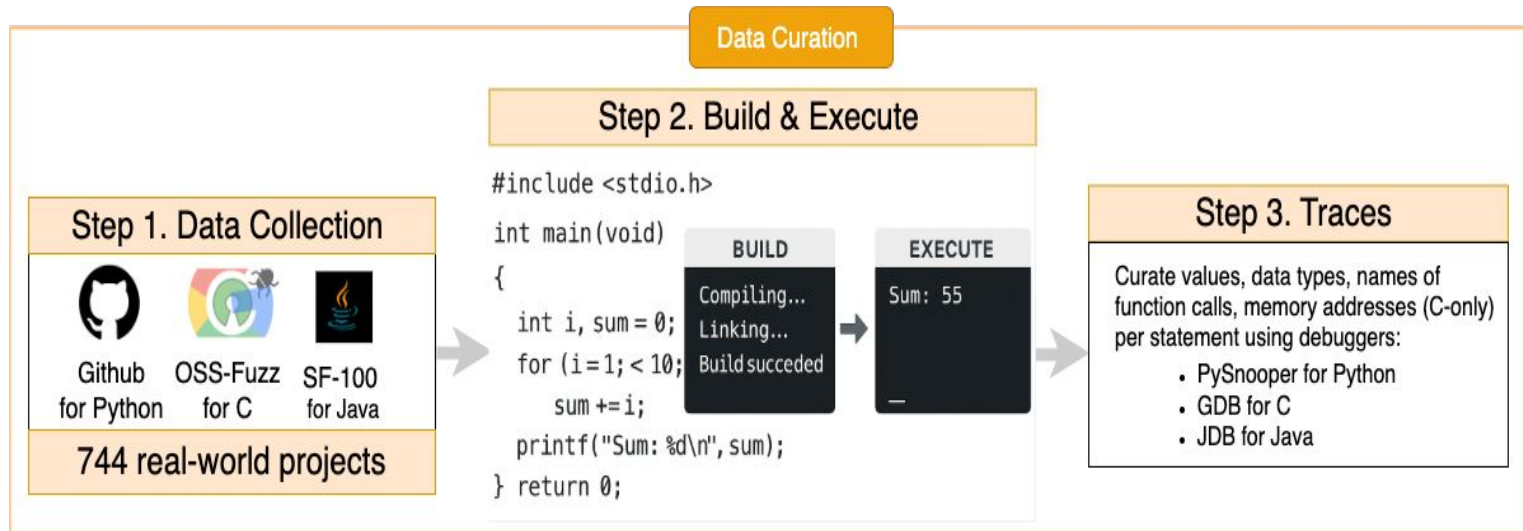 Data Curation
Step 1. Data Collection
Github
for Python
OSS-Fuzz
for C
SF-100
for Java
744 real-world projects
Step 2. Build & Execute
#include <stdio.h>
int main(void)
{
int i, sum = 0;
for (i = 1; < 10;
sum += i;
printf("Sum: %d\n", sum);
} return 0;
BUILD
Compiling...
Linking...
Build succeded
EXECUTE
Sum: 55
_
Step 3. Traces
Curate values, data types, names of
function calls, memory addresses (C-only)
per statement using debuggers:
• PySnooper for Python
• GDB for C
• JDB for Java